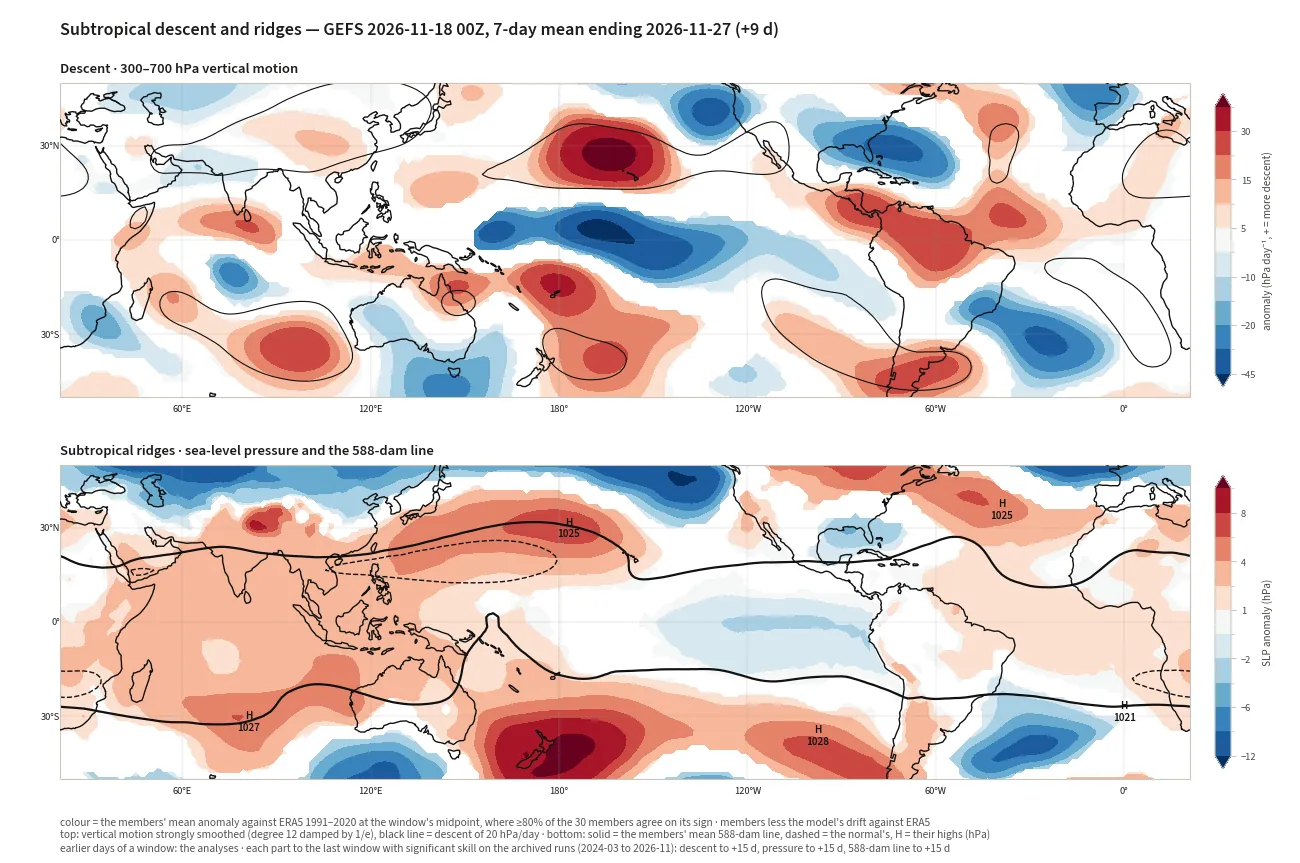 Subtropical descent and ridges — GEFS 2026-11-18 00Z, 7-day mean ending 2026-11-27 (+9 d)
Descent · 300–700 hPa vertical motion
30°N
0°
30°S
60°E
120°E
180°
120°W
60°W
0°
30
15
5
−10
−20
−45
anomaly (hPa day⁻¹, + = more descent)
Subtropical ridges · sea-level pressure and the 588-dam line
30°N
0°
30°S
H
1025
H
1025
H
1027
H
1028
H
1021
60°E
120°E
180°
120°W
60°W
0°
8
4
1
−2
−6
−12
SLP anomaly (hPa)
colour = the members' mean anomaly against ERA5 1991–2020 at the window's midpoint, where ≥80% of the 30 members agree on its sign · members less the model's drift against ERA5
top: vertical motion strongly smoothed (degree 12 damped by 1/e), black line = descent of 20 hPa/day · bottom: solid = the members' mean 588-dam line, dashed = the normal's, H = their highs (hPa)
earlier days of a window: the analyses · each part to the last window with significant skill on the archived runs (2024-03 to 2026-11): descent to +15 d, pressure to +15 d, 588-dam line to +15 d